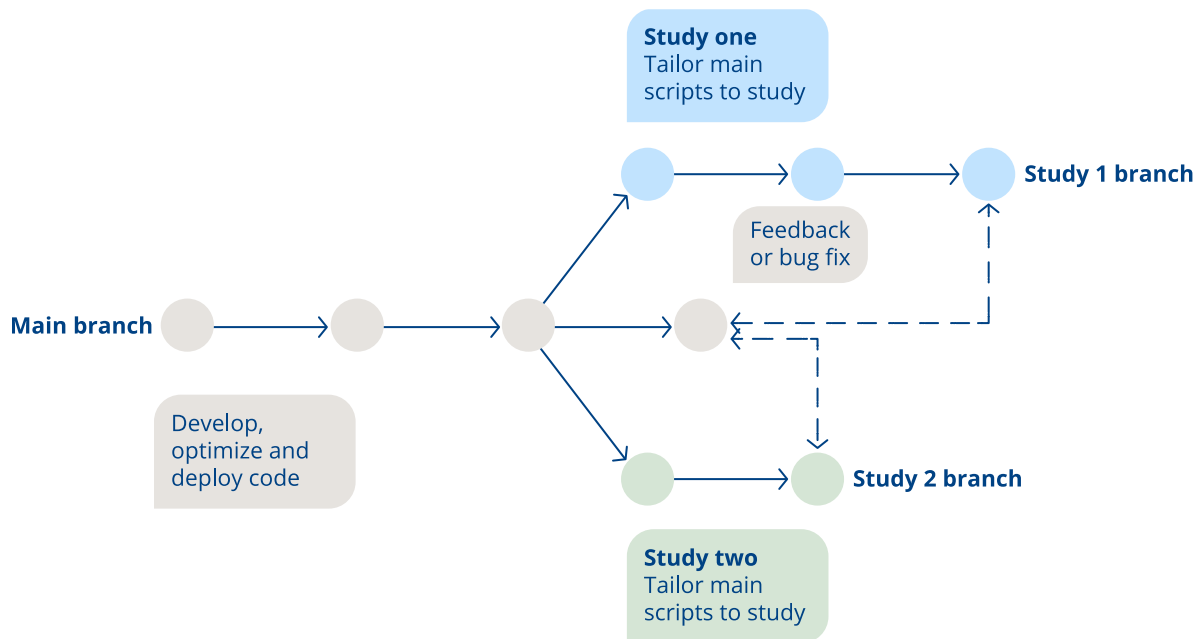 Study one
Tailor main
scripts to study
Study 1 branch
Feedback
or bug fix
Main branch
Develop,
optimize and
deploy code
Study 2 branch
Study two
Tailor main
scripts to study